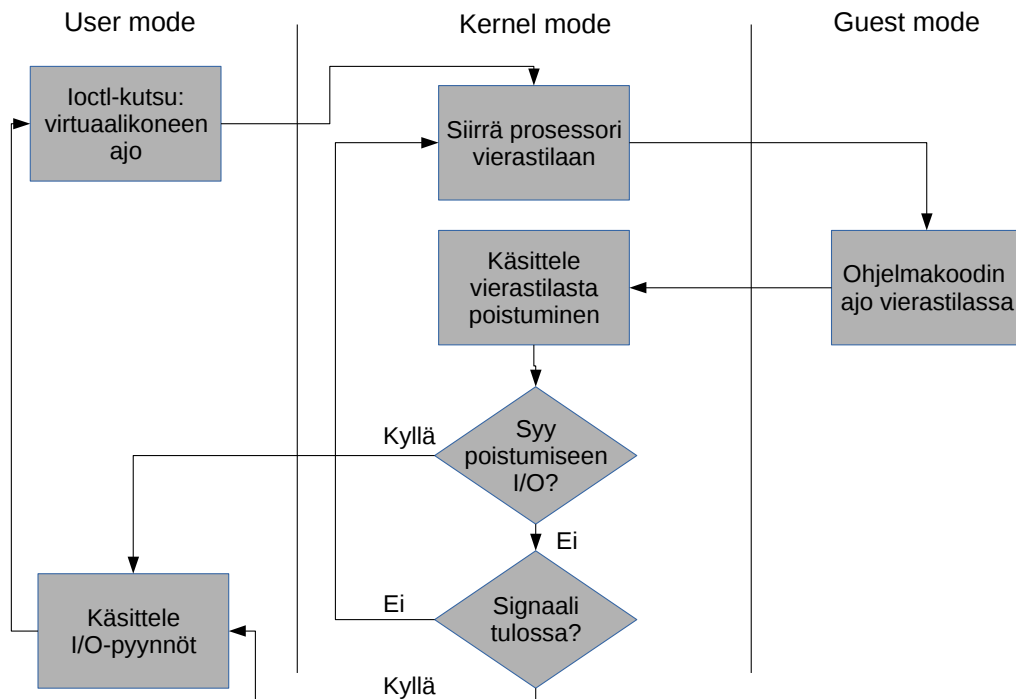 User mode
Kernel mode
Guest mode
Ioctl-kutsu:
virtuaalikoneen
ajo
Siirrä prosessori
vierastilaan
Käsittele
vierastilasta
poistuminen
Ohjelmakoodin
ajo vierastilassa
Kyllä
Syy
poistumiseen
I/O?
Ei
Käsittele
I/O-pyynnöt
Ei
Signaali
tulossa?
Kyllä